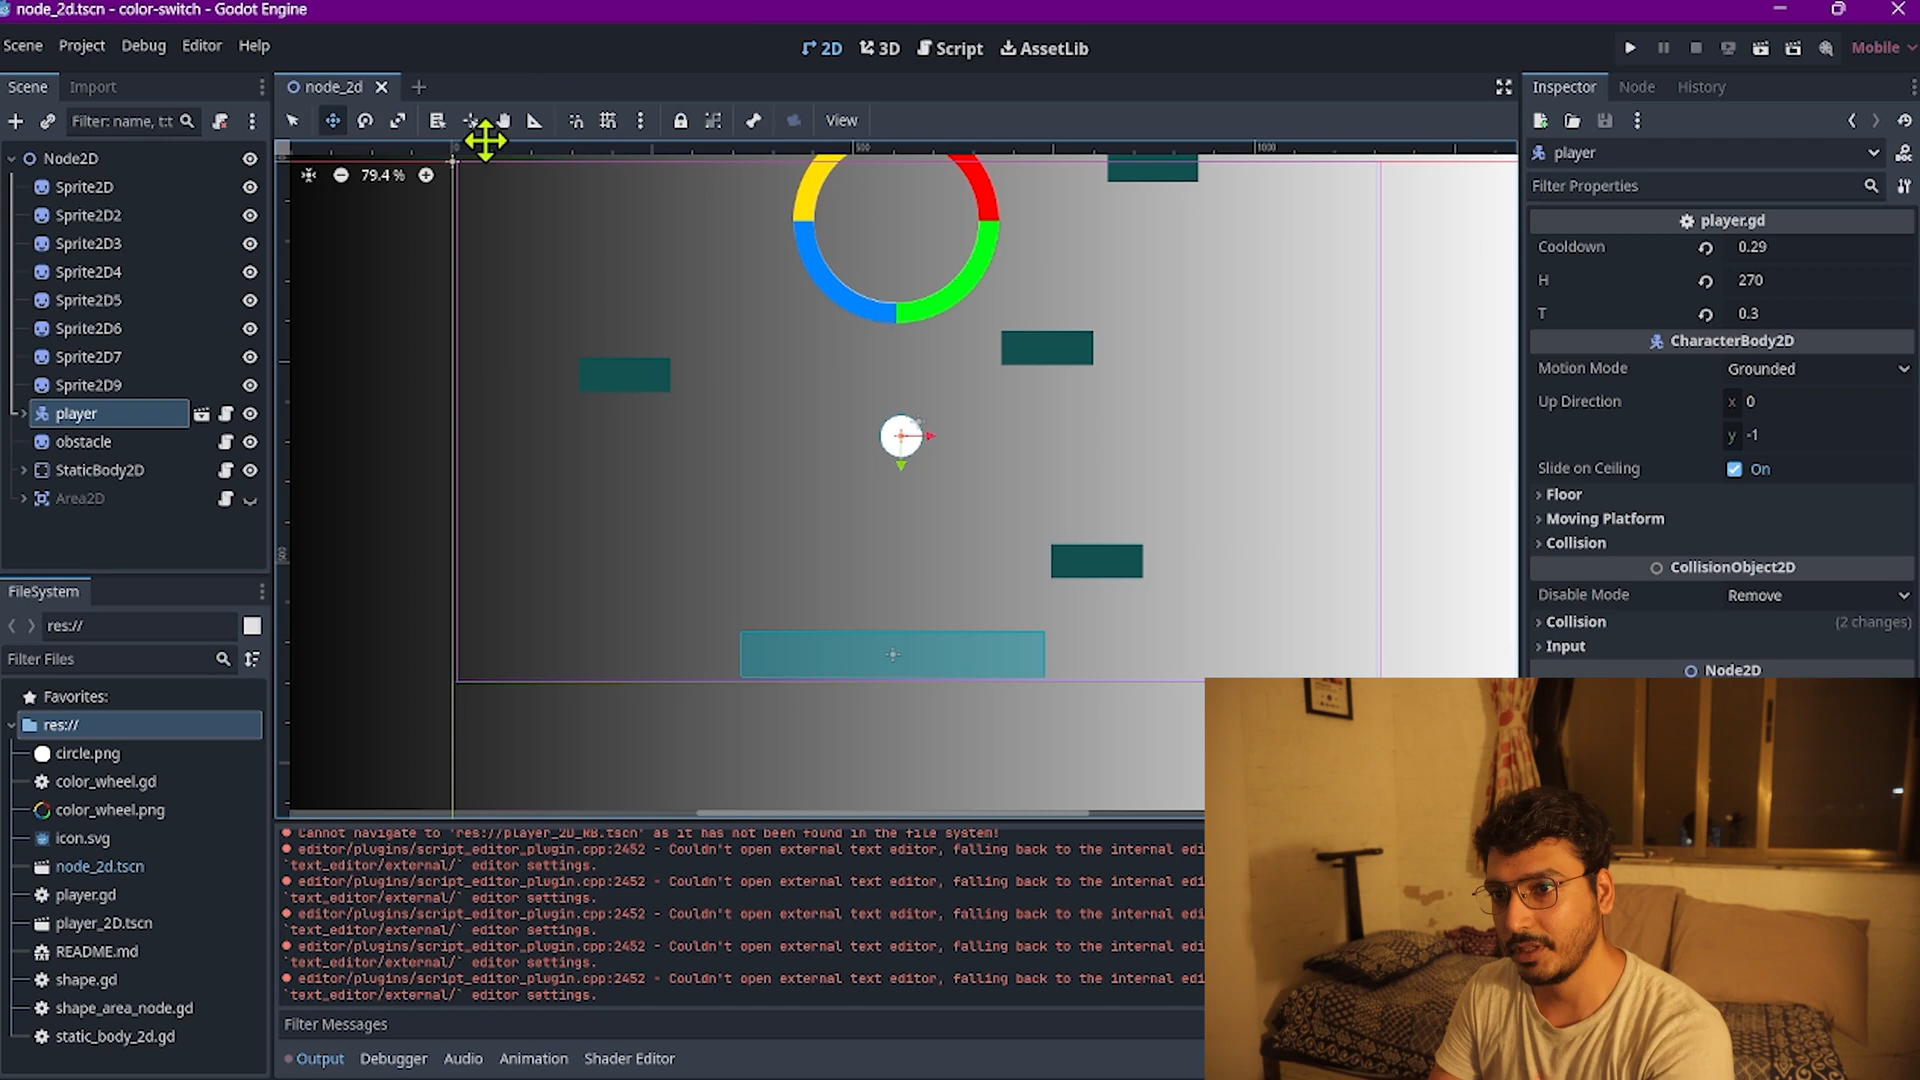 node_2d.tscn - color-switch - Godot Engine
Scene Project Debug Editor Help
2D 3D Script AssetLib
Mobile
Scene Import
node_2d
Inspector Node History
Filter: name, t:t
View
Node2D
Sprite2D
Sprite2D2
Sprite2D3
Sprite2D4
Sprite2D5
Sprite2D6
Sprite2D7
Sprite2D9
player
obstacle
StaticBody2D
Area2D
0 500 1000
79.4 %
player
Filter Properties
player.gd
Cooldown 0.29
H 270
T 0.3
CharacterBody2D
Motion Mode Grounded
Up Direction x 0
y -1
Slide on Ceiling On
Floor
Moving Platform
Collision
CollisionObject2D
Disable Mode Remove
Collision (2 changes)
Input
Node2D
FileSystem
res://
Filter Files
Favorites:
res://
circle.png
color_wheel.gd
color_wheel.png
icon.svg
node_2d.tscn
player.gd
player_2D.tscn
README.md
shape.gd
shape_area_node.gd
static_body_2d.gd
Cannot navigate to 'res://player_2D_RB.tscn' as it has not been found in the file system!
editor/plugins/script_editor_plugin.cpp:2452 - Couldn't open external text editor, falling back to the internal edi
`text_editor/external/` editor settings.
editor/plugins/script_editor_plugin.cpp:2452 - Couldn't open external text editor, falling back to the internal edi
`text_editor/external/` editor settings.
editor/plugins/script_editor_plugin.cpp:2452 - Couldn't open external text editor, falling back to the internal edi
`text_editor/external/` editor settings.
editor/plugins/script_editor_plugin.cpp:2452 - Couldn't open external text editor, falling back to the internal edi
`text_editor/external/` editor settings.
editor/plugins/script_editor_plugin.cpp:2452 - Couldn't open external text editor, falling back to the internal edi
`text_editor/external/` editor settings.
Filter Messages
Output Debugger Audio Animation Shader Editor